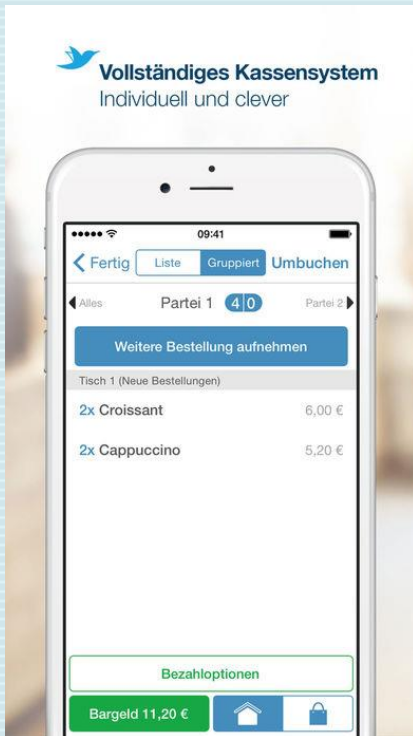 Vollständiges Kassensystem
Individuell und clever
09:41
Fertig Liste Gruppiert Umbuchen
Alles Partei 1 4|0 Partei 2
Weitere Bestellung aufnehmen
Tisch 1 (Neue Bestellungen)
2x Croissant 6,00 €
2x Cappuccino 5,20 €
Bezahloptionen
Bargeld 11,20 €